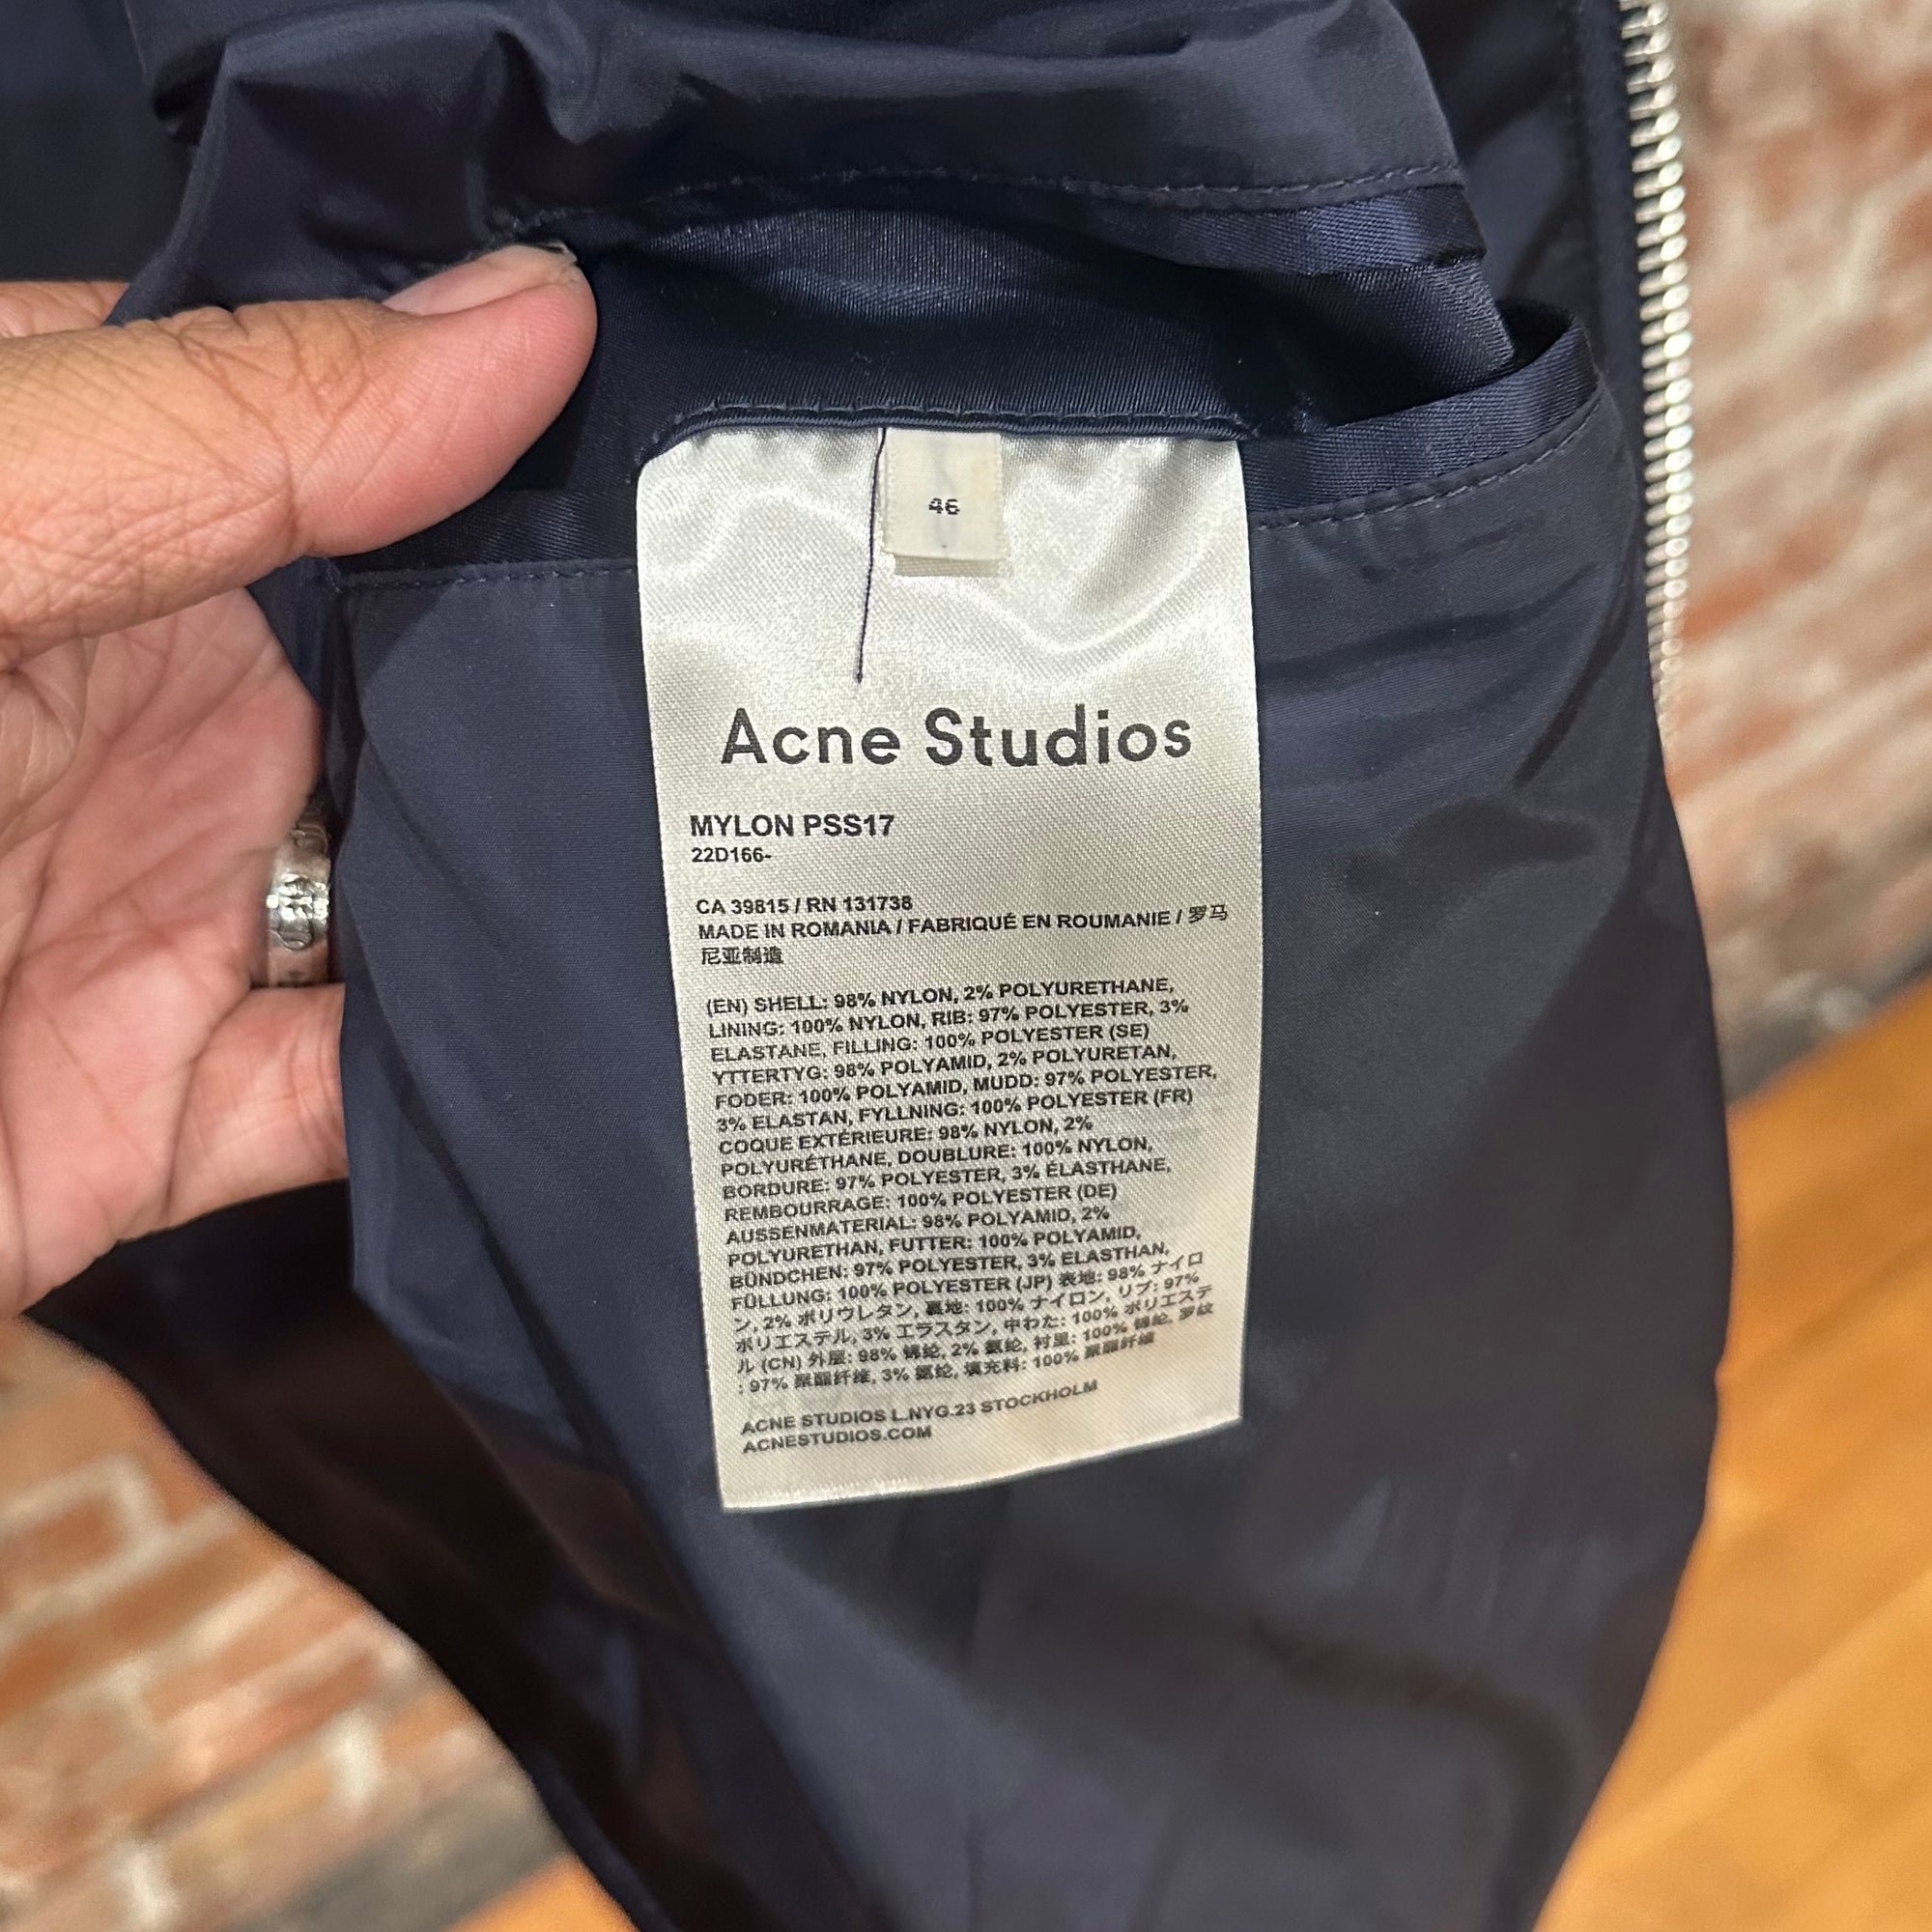 46
Acne Studios
MYLON PSS17
22D166-
CA 39815 / RN 131738
MADE IN ROMANIA / FABRIQUÉ EN ROUMANIE / 罗马
尼亚制造
(EN) SHELL: 98% NYLON, 2% POLYURETHANE,
LINING: 100% NYLON, RIB: 97% POLYESTER, 3%
ELASTANE, FILLING: 100% POLYESTER (SE)
YTTERTYG: 98% POLYAMID, 2% POLYURETAN,
FODER: 100% POLYAMID, MUDD: 97% POLYESTER,
3% ELASTAN, FYLLNING: 100% POLYESTER (FR)
COQUE EXTÉRIEURE: 98% NYLON, 2%
POLYURÉTHANE, DOUBLURE: 100% NYLON,
BORDURE: 97% POLYESTER, 3% ÉLASTHANE,
REMBOURRAGE: 100% POLYESTER (DE)
AUSSENMATERIAL: 98% POLYAMID, 2%
POLYURETHAN, FUTTER: 100% POLYAMID,
BÜNDCHEN: 97% POLYESTER, 3% ELASTHAN,
FÜLLUNG: 100% POLYESTER (JP) 表地: 98% ナイロ
ン, 2% ポリウレタン, 裏地: 100% ナイロン, リブ: 97%
ポリエステル, 3% エラスタン, 中わた: 100% ポリエステ
ル (CN) 外层: 98% 锦纶, 2% 氨纶, 衬里: 100% 锦纶, 罗纹
: 97% 聚酯纤维, 3% 氨纶, 填充料: 100% 聚酯纤维
ACNE STUDIOS L.NYG.23 STOCKHOLM
ACNESTUDIOS.COM